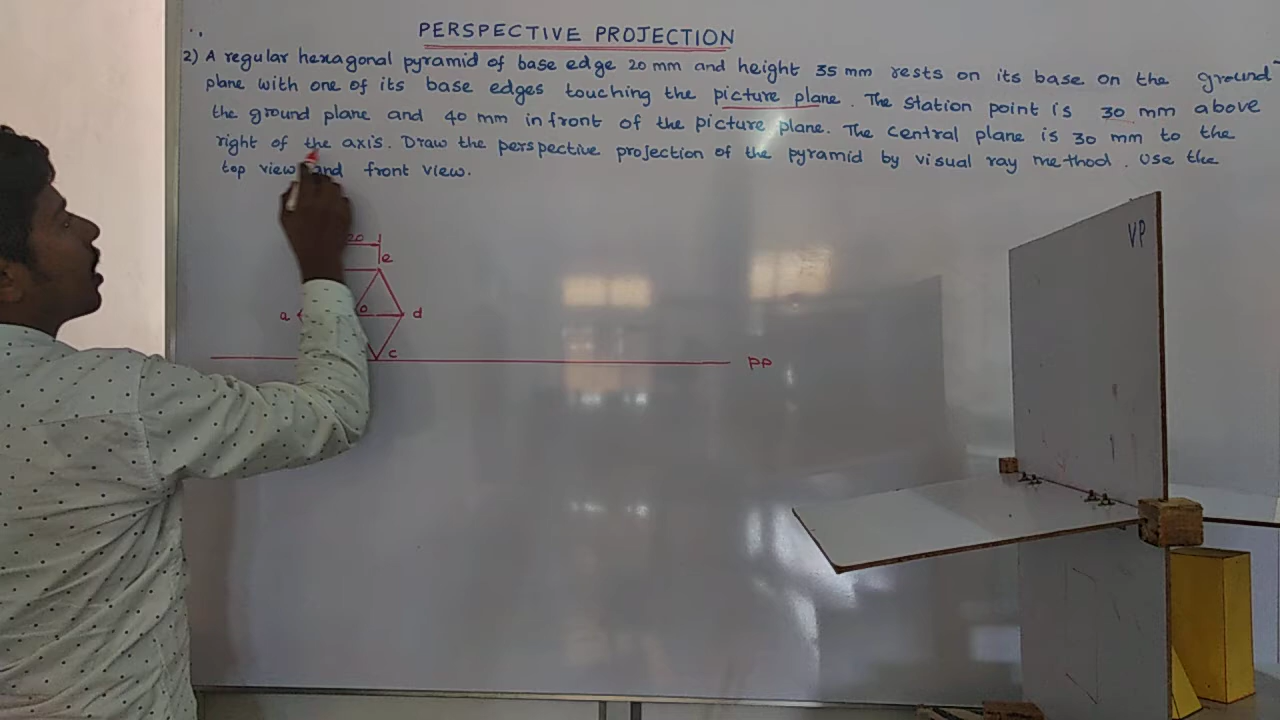 PERSPECTIVE PROJECTION
2) A regular hexagonal pyramid of base edge 20 mm and height 35 mm rests on its base on the ground
plane with one of its base edges touching the picture plane. The station point is 30 mm above
the ground plane and 40 mm infront of the picture plane. The central plane is 30 mm to the
right of the axis. Draw the perspective projection of the pyramid by visual ray method. Use the
top view and front view.
VP
20
e
a o d
c
PP